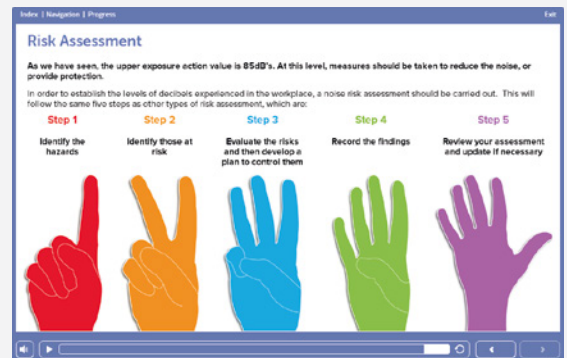 Index | Navigation | Progress
Exit
Risk Assessment
As we have seen, the upper exposure action value is 85dB's. At this level, measures should be taken to reduce the noise, or
provide protection.
In order to establish the levels of decibels experienced in the workplace, a noise risk assessment should be carried out. This will
follow the same five steps as other types of risk assessment, which are:
Step 1
Identify the
hazards
Step 2
Identify those at
risk
Step 3
Evaluate the risks
and then develop a
plan to control them
Step 4
Record the findings
Step 5
Review your assessment
and update if necessary